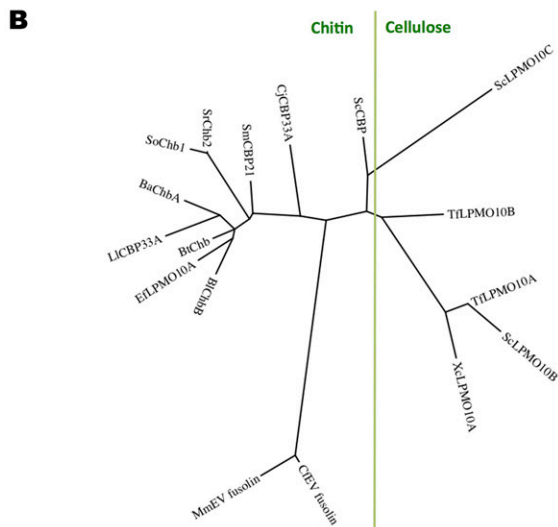 B
Chitin
Cellulose
ScLPMO10C
CjCBP33A
ScCBP
SrChb2
SmCBP21
SoChb1
BaChbA
TfLPMO10B
LlCBP33A
BtChb
EfLPMO10A
BlChbB
TfLPMO10A
ScLPMO10B
XcLPMO10A
MmEV fusolin
CfEV fusolin